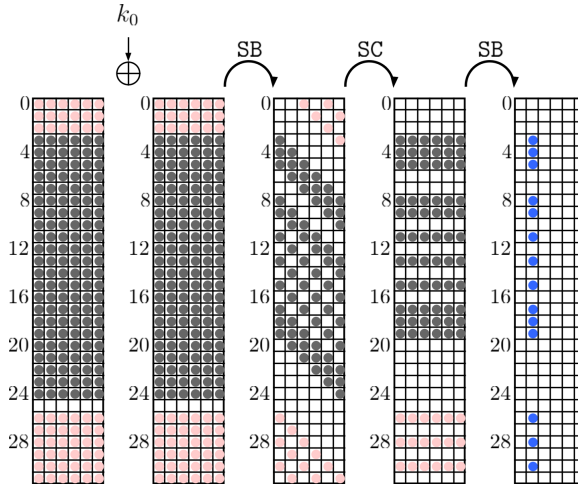 k₀
SB SC SB
0 0 0 0 0
4 4 4 4 4
8 8 8 8 8
12 12 12 12 12
16 16 16 16 16
20 20 20 20 20
24 24 24 24 24
28 28 28 28 28